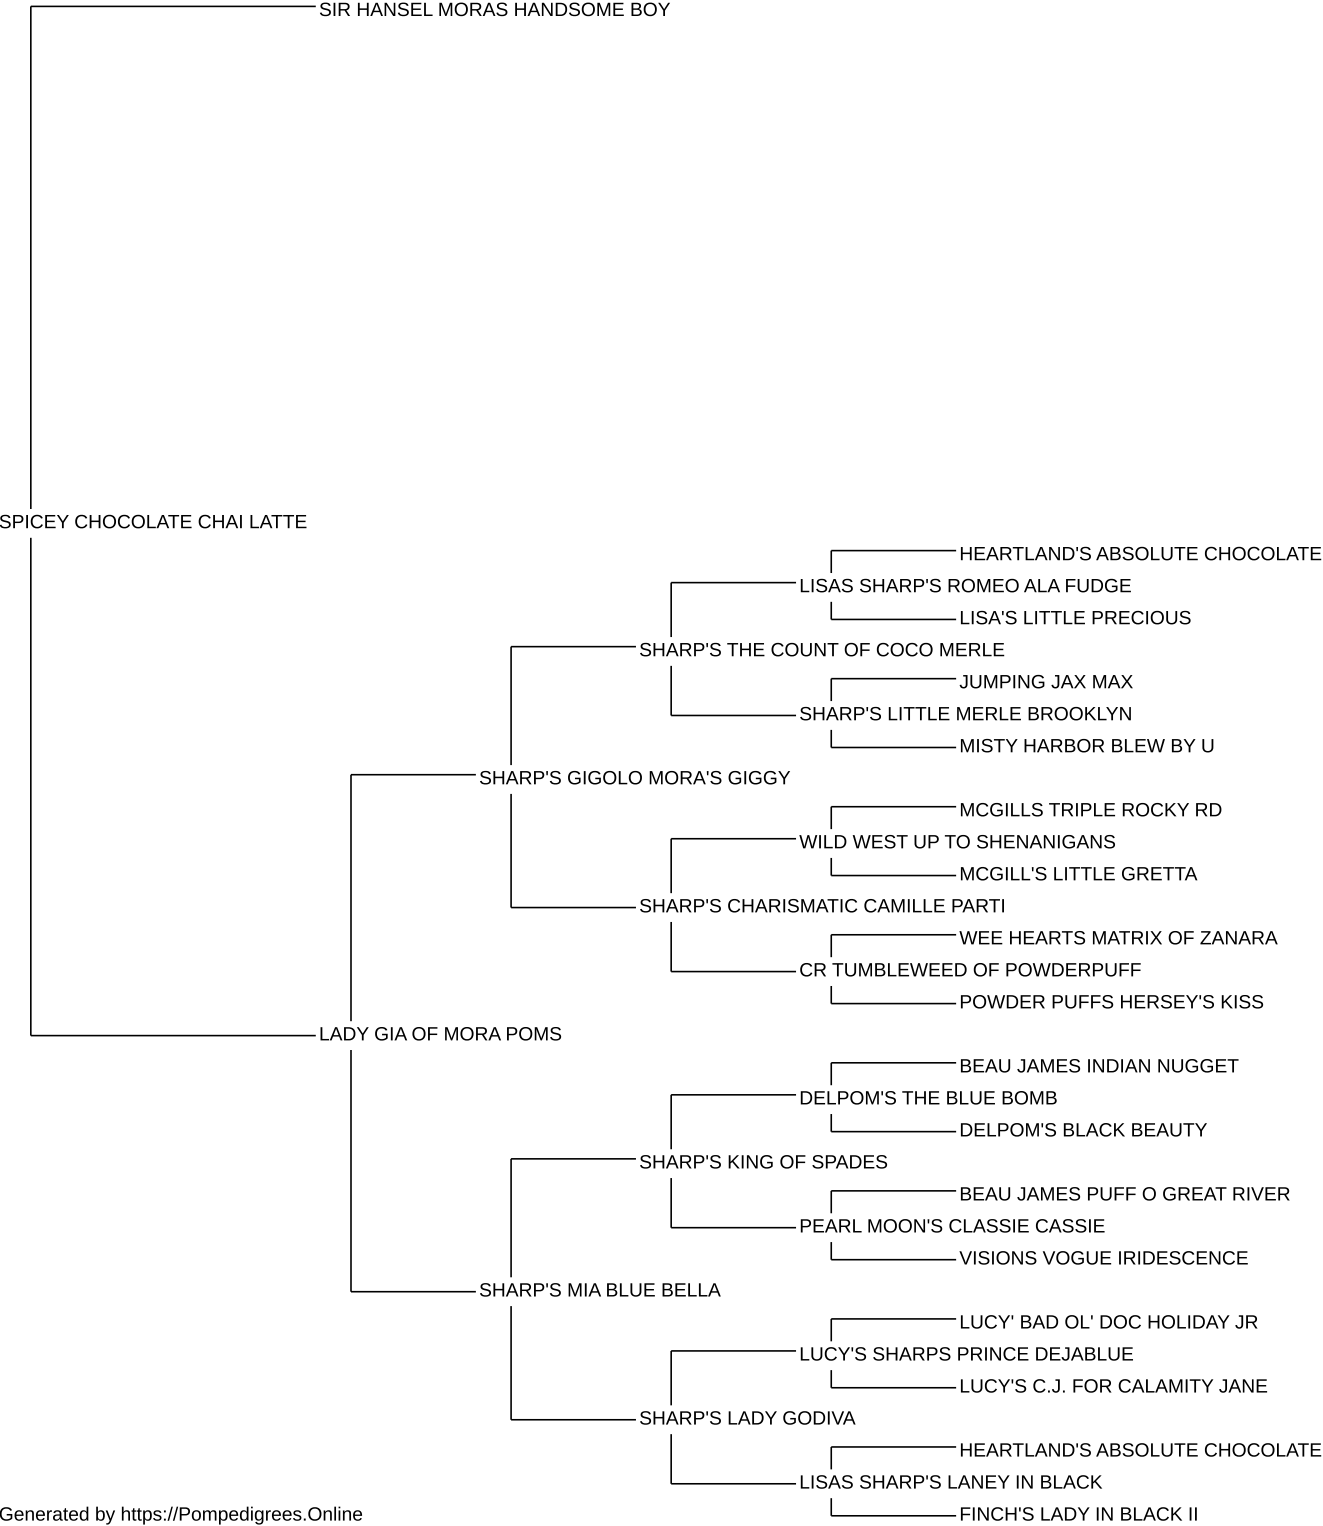 SIR HANSEL MORAS HANDSOME BOY
SPICEY CHOCOLATE CHAI LATTE
HEARTLAND'S ABSOLUTE CHOCOLATE
LISAS SHARP'S ROMEO ALA FUDGE
LISA'S LITTLE PRECIOUS
SHARP'S THE COUNT OF COCO MERLE
JUMPING JAX MAX
SHARP'S LITTLE MERLE BROOKLYN
MISTY HARBOR BLEW BY U
SHARP'S GIGOLO MORA'S GIGGY
MCGILLS TRIPLE ROCKY RD
WILD WEST UP TO SHENANIGANS
MCGILL'S LITTLE GRETTA
SHARP'S CHARISMATIC CAMILLE PARTI
WEE HEARTS MATRIX OF ZANARA
CR TUMBLEWEED OF POWDERPUFF
POWDER PUFFS HERSEY'S KISS
LADY GIA OF MORA POMS
BEAU JAMES INDIAN NUGGET
DELPOM'S THE BLUE BOMB
DELPOM'S BLACK BEAUTY
SHARP'S KING OF SPADES
BEAU JAMES PUFF O GREAT RIVER
PEARL MOON'S CLASSIE CASSIE
VISIONS VOGUE IRIDESCENCE
SHARP'S MIA BLUE BELLA
LUCY' BAD OL' DOC HOLIDAY JR
LUCY'S SHARPS PRINCE DEJABLUE
LUCY'S C.J. FOR CALAMITY JANE
SHARP'S LADY GODIVA
HEARTLAND'S ABSOLUTE CHOCOLATE
LISAS SHARP'S LANEY IN BLACK
FINCH'S LADY IN BLACK II
Generated by https://Pompedigrees.Online